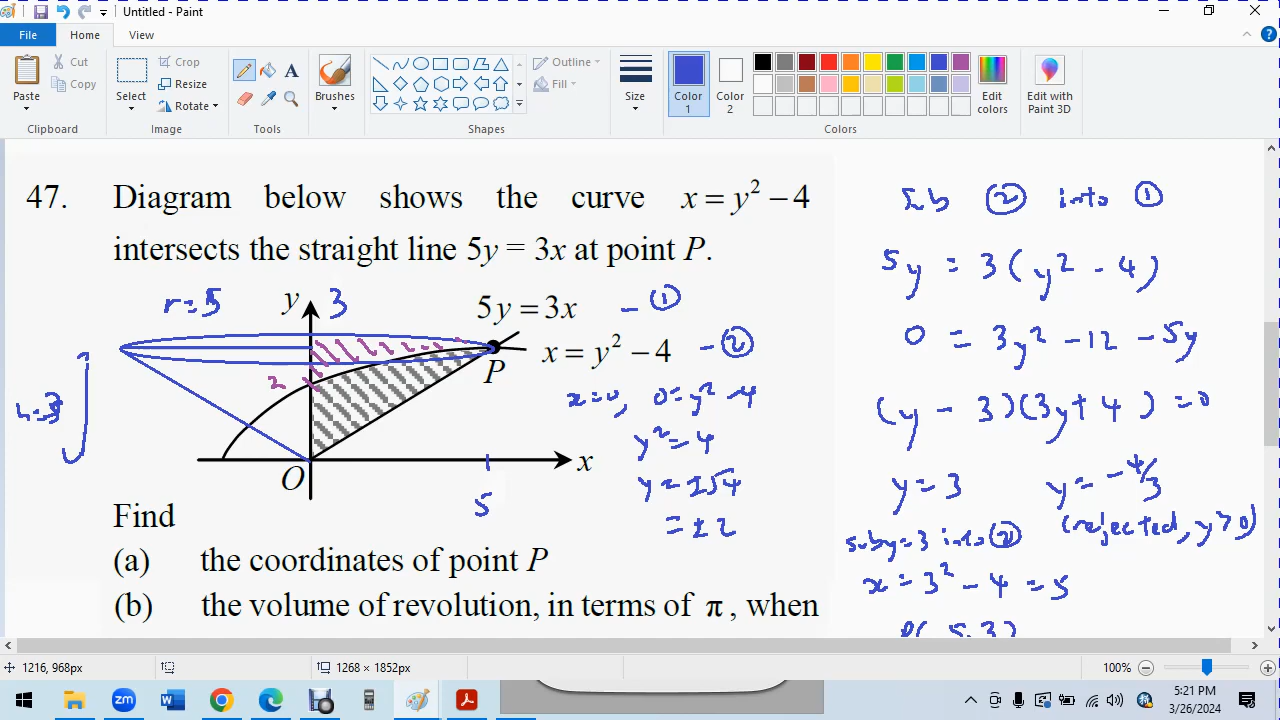 Untitled - Paint
File Home View
Paste
Cut
Copy
Clipboard
Select
Crop
Resize
Rotate
Image
Tools
Brushes
Outline
Fill
Shapes
Size
Color 1
Color 2
Edit colors
Edit with Paint 3D
Colors
47. Diagram below shows the curve x = y² − 4
intersects the straight line 5y = 3x at point P.
r = 5
y
3
5y = 3x
- ①
x = y² − 4
- ②
P
2
h = 3
O
x
5
x=0, 0=y²-4
y² = 4
y = ±√4
= ±2
Find
(a) the coordinates of point P
(b) the volume of revolution, in terms of π, when
Sub ② into ①
5y = 3(y² - 4)
0 = 3y² - 12 - 5y
(y - 3)(3y + 4) = 0
y = 3 y = -4/3
(rejected, y > 0)
sub y = 3 into ②
x = 3² - 4 = 5
P(5,3)
1216, 968px
1268 × 1852px
100%
5:21 PM
3/26/2024